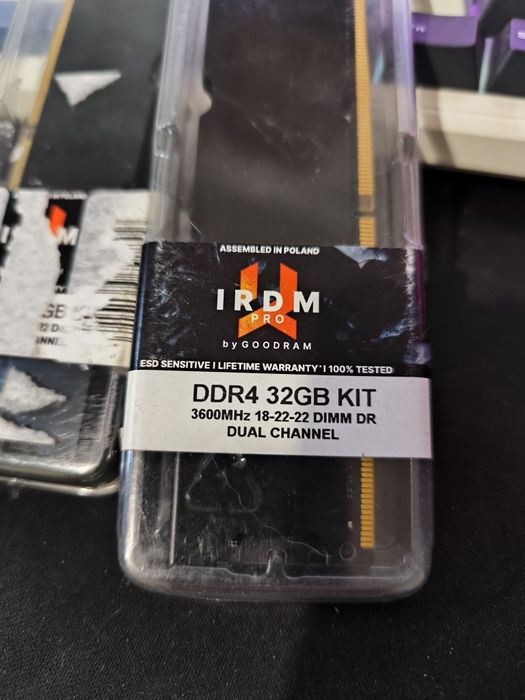 ASSEMBLED IN POLAND
IRDM
PRO
by GOODRAM
ESD SENSITIVE I LIFETIME WARRANTY* I 100% TESTED
DDR4 32GB KIT
3600MHz 18-22-22 DIMM DR
DUAL CHANNEL